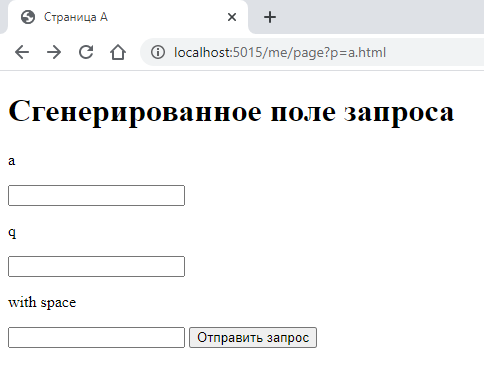 Страница А
localhost:5015/me/page?p=a.html
Сгенерированное поле запроса
a
q
with space
Отправить запрос